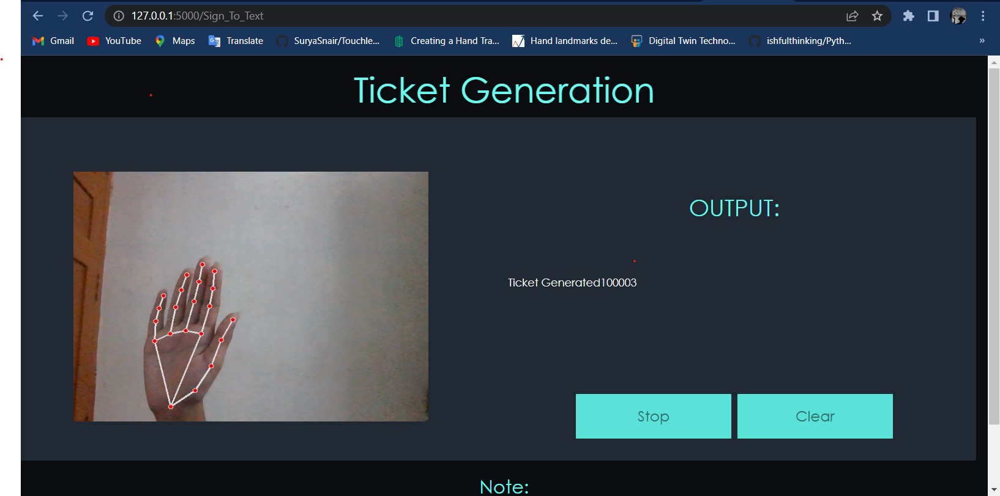 127.0.0.1:5000/Sign_To_Text
Gmail YouTube Maps Translate SuryaSnair/Touchle... Creating a Hand Tra... Hand landmarks de... Digital Twin Techno... ishfulthinking/Pyth... »
Ticket Generation
OUTPUT:
Ticket Generated100003
Stop Clear
Note: